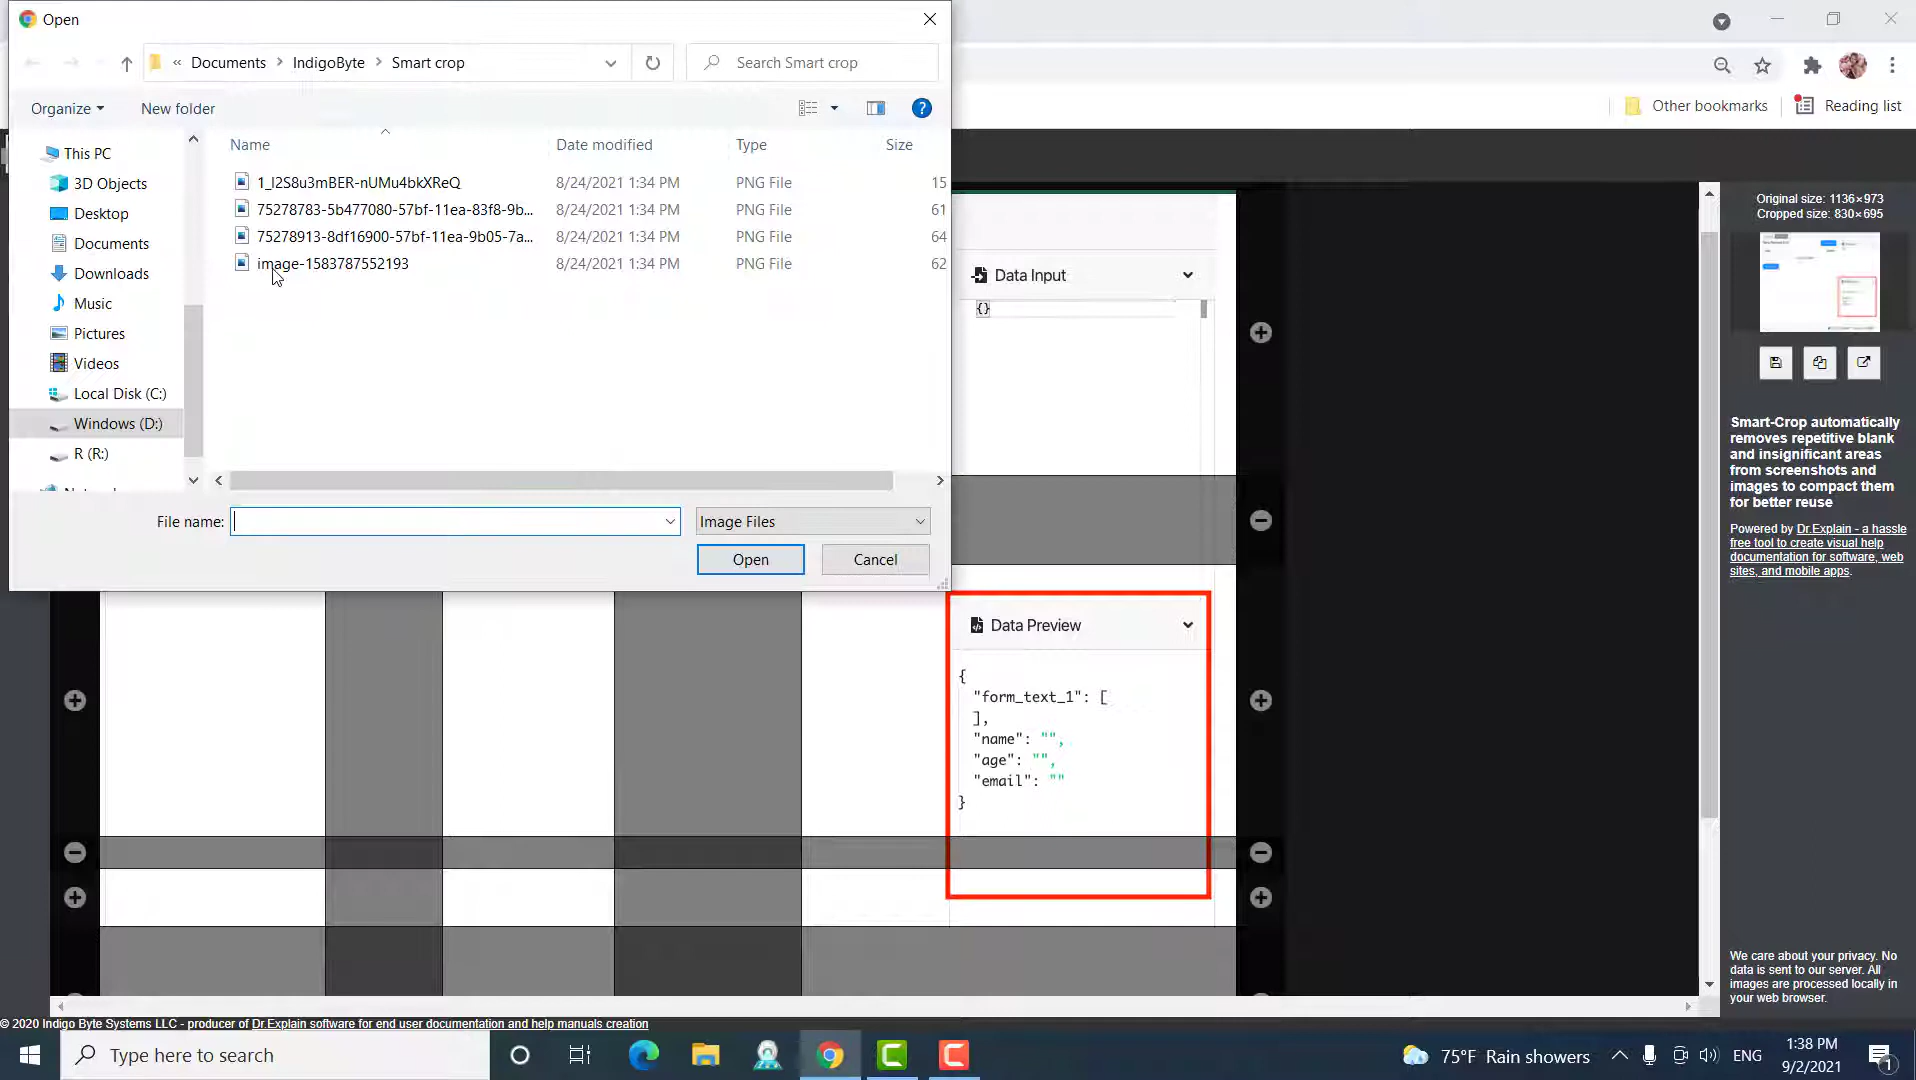 Open
« Documents > IndigoByte > Smart crop
Search Smart crop
Organize
New folder
?
Other bookmarks
Reading list
This PC
3D Objects
Desktop
Documents
Downloads
Music
Pictures
Videos
Local Disk (C:)
Windows (D:)
R (R:)
Name Date modified Type Size
1_I2S8u3mBER-nUMu4bkXReQ 8/24/2021 1:34 PM PNG File 15
75278783-5b477080-57bf-11ea-83f8-9b... 8/24/2021 1:34 PM PNG File 61
75278913-8df16900-57bf-11ea-9b05-7a... 8/24/2021 1:34 PM PNG File 64
image-1583787552193 8/24/2021 1:34 PM PNG File 62
File name:
Image Files
Open
Cancel
Data Input
{}
Data Preview
{
"form_text_1": [
],
"name": "",
"age": "",
"email": ""
}
Original size: 1136×973
Cropped size: 830×695
Smart-Crop automatically
removes repetitive blank
and insignificant areas
from screenshots and
images to compact them
for better reuse
Powered by Dr.Explain - a hassle
free tool to create visual help
documentation for software, web
sites, and mobile apps.
We care about your privacy. No
data is sent to our server. All
images are processed locally in
your web browser.
© 2020 Indigo Byte Systems LLC - producer of Dr.Explain software for end user documentation and help manuals creation
Type here to search
75°F Rain showers
ENG
1:38 PM
9/2/2021
1